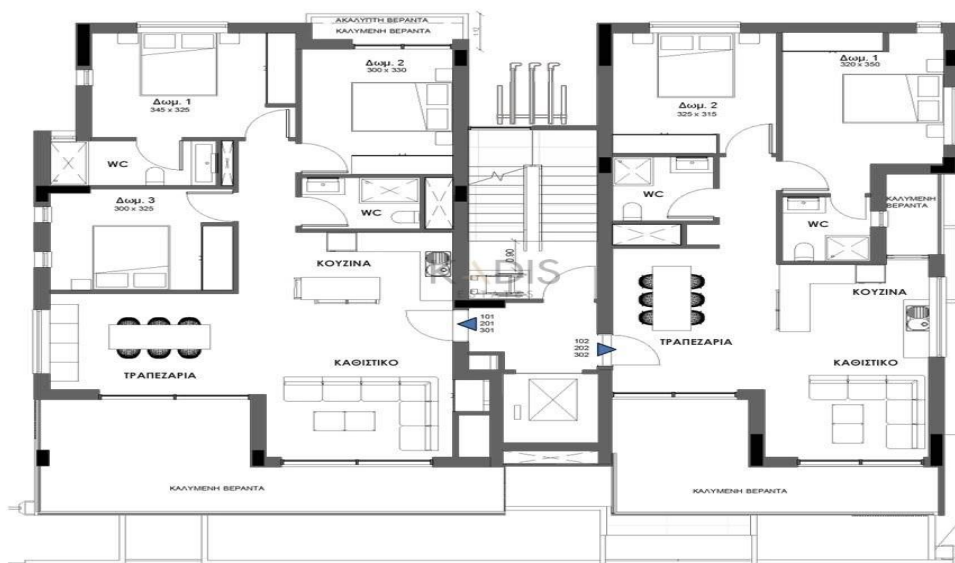 ΑΚΑΛΥΠΤΗ ΒΕΡΑΝΤΑ
ΚΑΛΥΜΕΝΗ ΒΕΡΑΝΤΑ
Δωμ. 1
345 x 325
Δωμ. 2
300 x 330
WC
Δωμ. 3
300 x 325
WC
ΚΟΥΖΙΝΑ
ΤΡΑΠΕΖΑΡΙΑ
ΚΑΘΙΣΤΙΚΟ
101
201
301
ΚΑΛΥΜΕΝΗ ΒΕΡΑΝΤΑ
KADIS
Δωμ. 2
325 x 315
Δωμ. 1
320 x 350
WC
WC
ΚΑΛΥΜΕΝΗ
ΒΕΡΑΝΤΑ
ΚΟΥΖΙΝΑ
ΤΡΑΠΕΖΑΡΙΑ
ΚΑΘΙΣΤΙΚΟ
102
202
302
ΚΑΛΥΜΕΝΗ ΒΕΡΑΝΤΑ